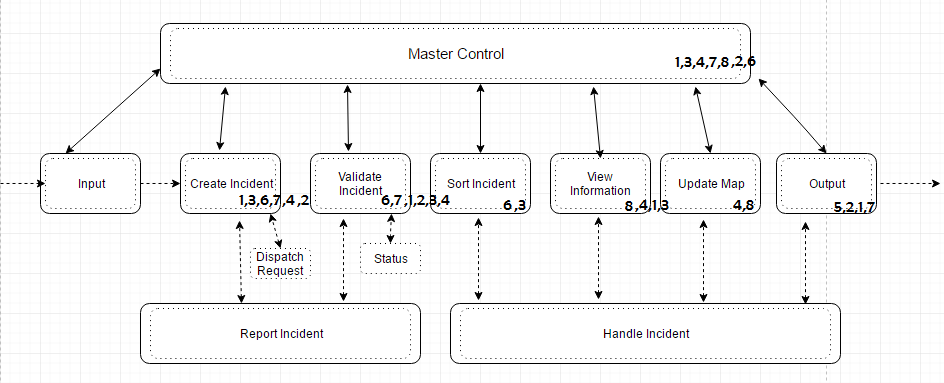 Master Control
1,3,4,7,8,2,6
Input
Create Incident
1,3,6,7,4,2
Validate
Incident
6,7,1,2,3,4
Sort Incident
6,3
View
Information
8,4,1,3
Update Map
4,8
Output
5,2,1,7
Dispatch
Request
Status
Report Incident
Handle Incident